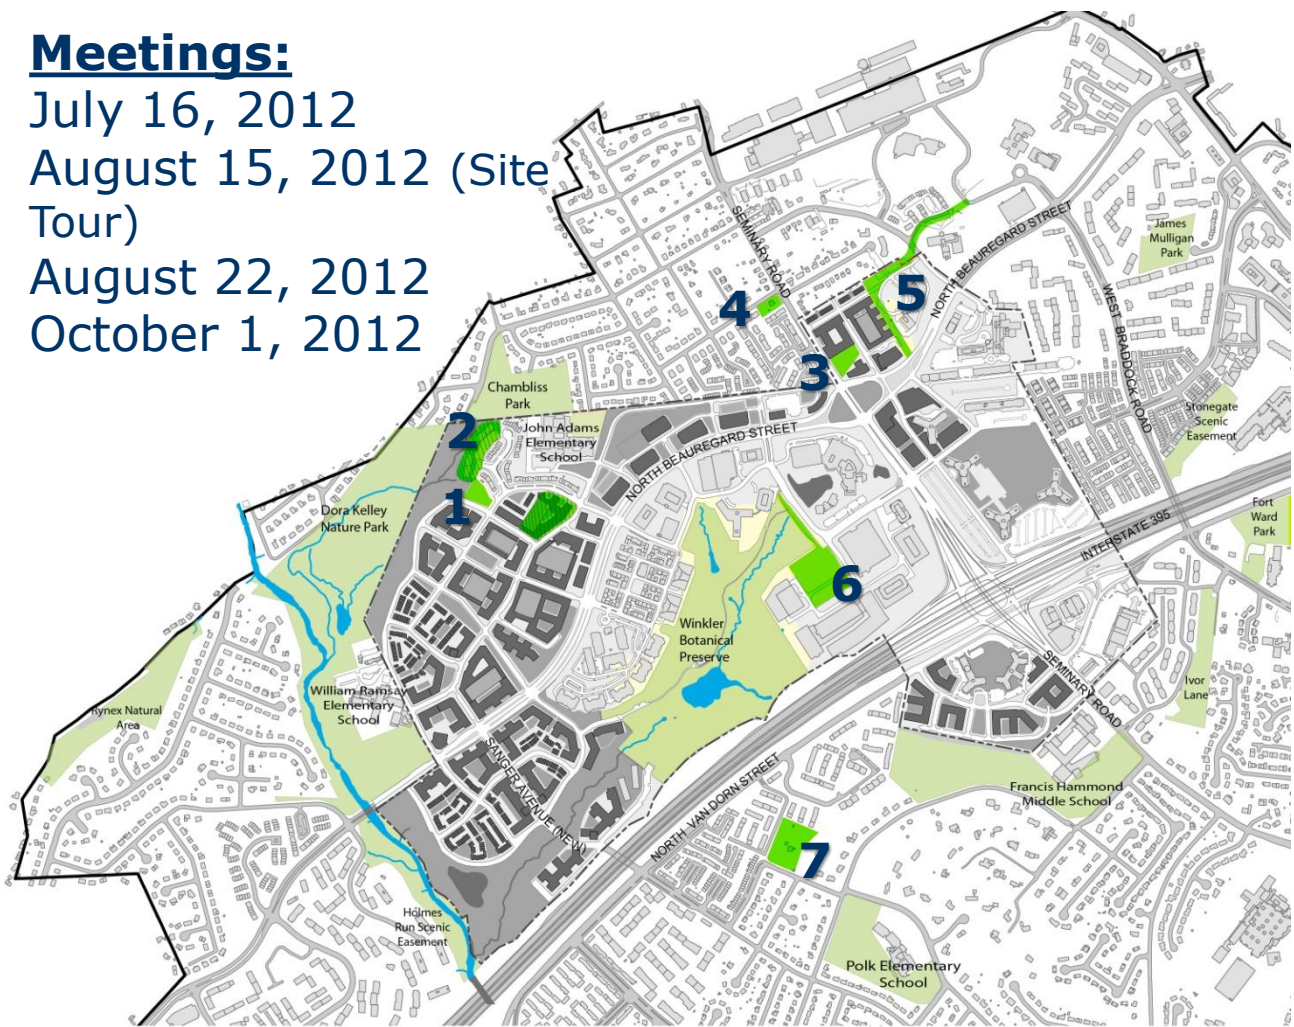 Meetings:
July 16, 2012
August 15, 2012 (Site
Tour)
August 22, 2012
October 1, 2012
SEMINARY ROAD
NORTH BEAUREGARD STREET
James
Mulligan
Park
WEST BRADDOCK ROAD
5
4
3
Chambliss
Park
Stonegate
Scenic
Easement
2
John Adams
Elementary
School
NORTH BEAUREGARD STREET
1
Dora Kelley
Nature Park
Fort
Ward
Park
INTERSTATE 395
6
Winkler
Botanical
Preserve
SEMINARY ROAD
William Ramsay
Elementary
School
Ivor
Lane
Rynex Natural
Area
SANGER AVENUE (NEW)
NORTH VAN DORN STREET
Francis Hammond
Middle School
7
Holmes
Run Scenic
Easement
Polk Elementary
School